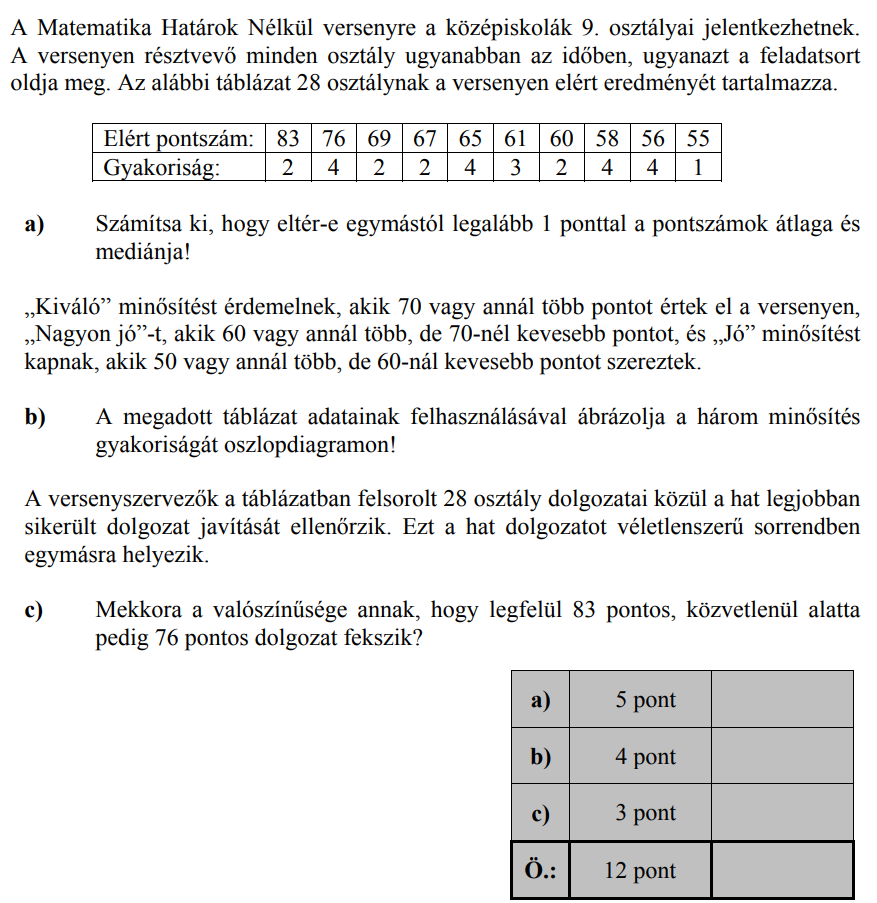 A Matematika Határok Nélkül versenyre a középiskolák 9. osztályai jelentkezhetnek.
A versenyen résztvevő minden osztály ugyanabban az időben, ugyanazt a feladatsort
oldja meg. Az alábbi táblázat 28 osztálynak a versenyen elért eredményét tartalmazza.
Elért pontszám: 83 76 69 67 65 61 60 58 56 55
Gyakoriság: 2 4 2 2 4 3 2 4 4 1
a) Számítsa ki, hogy eltér-e egymástól legalább 1 ponttal a pontszámok átlaga és
mediánja!
„Kiváló” minősítést érdemelnek, akik 70 vagy annál több pontot értek el a versenyen,
„Nagyon jó”-t, akik 60 vagy annál több, de 70-nél kevesebb pontot, és „Jó” minősítést
kapnak, akik 50 vagy annál több, de 60-nál kevesebb pontot szereztek.
b) A megadott táblázat adatainak felhasználásával ábrázolja a három minősítés
gyakoriságát oszlopdiagramon!
A versenyszervezők a táblázatban felsorolt 28 osztály dolgozatai közül a hat legjobban
sikerült dolgozat javítását ellenőrzik. Ezt a hat dolgozatot véletlenszerű sorrendben
egymásra helyezik.
c) Mekkora a valószínűsége annak, hogy legfelül 83 pontos, közvetlenül alatta
pedig 76 pontos dolgozat fekszik?
a) 5 pont
b) 4 pont
c) 3 pont
Ö.: 12 pont